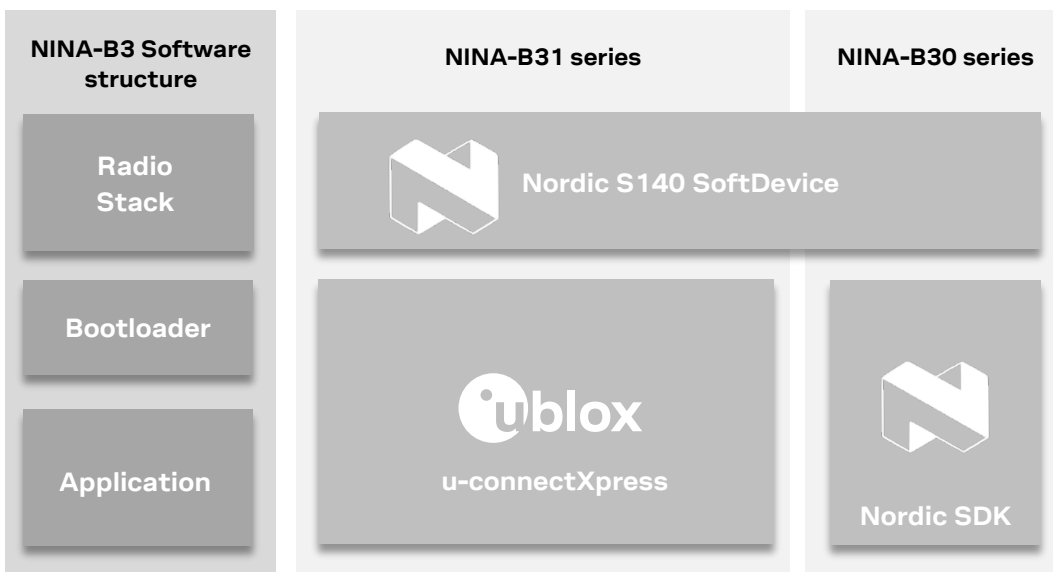 NINA-B3 Software
structure
Radio
Stack
Bootloader
Application
NINA-B31 series
NINA-B30 series
Nordic S140 SoftDevice
ublox
u-connectXpress
Nordic SDK